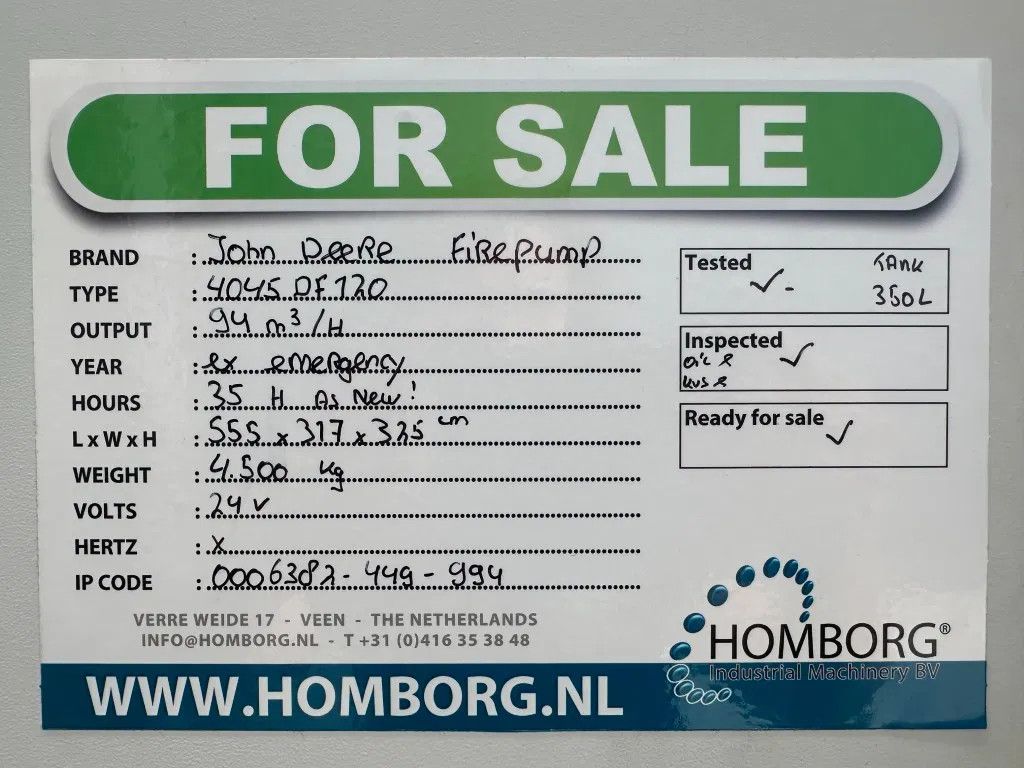 FOR SALE
BRAND : John Deere Firepump
TYPE : 4045 DF120
OUTPUT : 94 m³/H
YEAR : ex emergency
HOURS : 35 H As New!
L x W x H : 555 x 317 x 325 cm
WEIGHT : 4.500 kg
VOLTS : 24 V
HERTZ : X
IP CODE : 0006382-449-994
Tested ✓- TANK
350L
Inspected ✓
Ready for sale ✓
VERRE WEIDE 17 - VEEN - THE NETHERLANDS
INFO@HOMBORG.NL - T +31 (0)416 35 38 48
HOMBORG®
Industrial Machinery BV
WWW.HOMBORG.NL